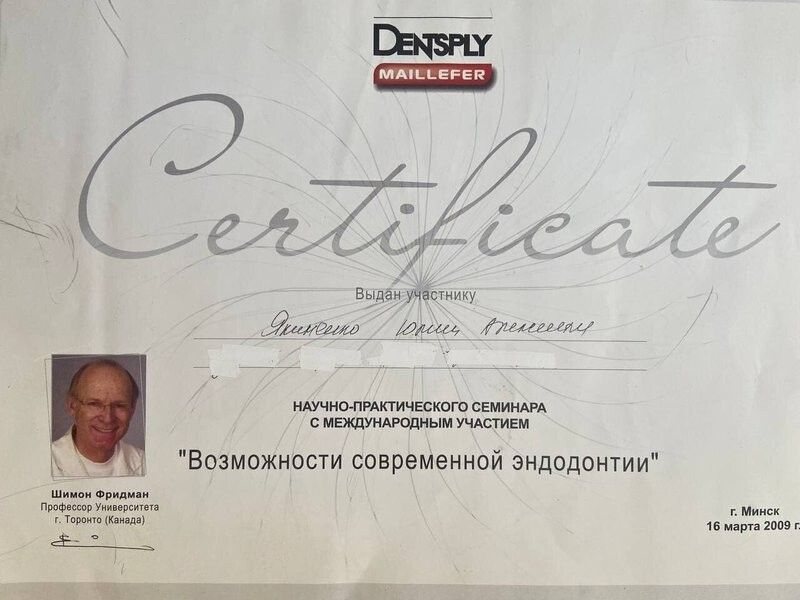 DENTSPLY
MAILLEFER
Certificate
Выдан участнику
НАУЧНО-ПРАКТИЧЕСКОГО СЕМИНАРА
С МЕЖДУНАРОДНЫМ УЧАСТИЕМ
"Возможности современной эндодонтии"
Шимон Фридман
Профессор Университета
г. Торонто (Канада)
г. Минск
16 марта 2009 г.